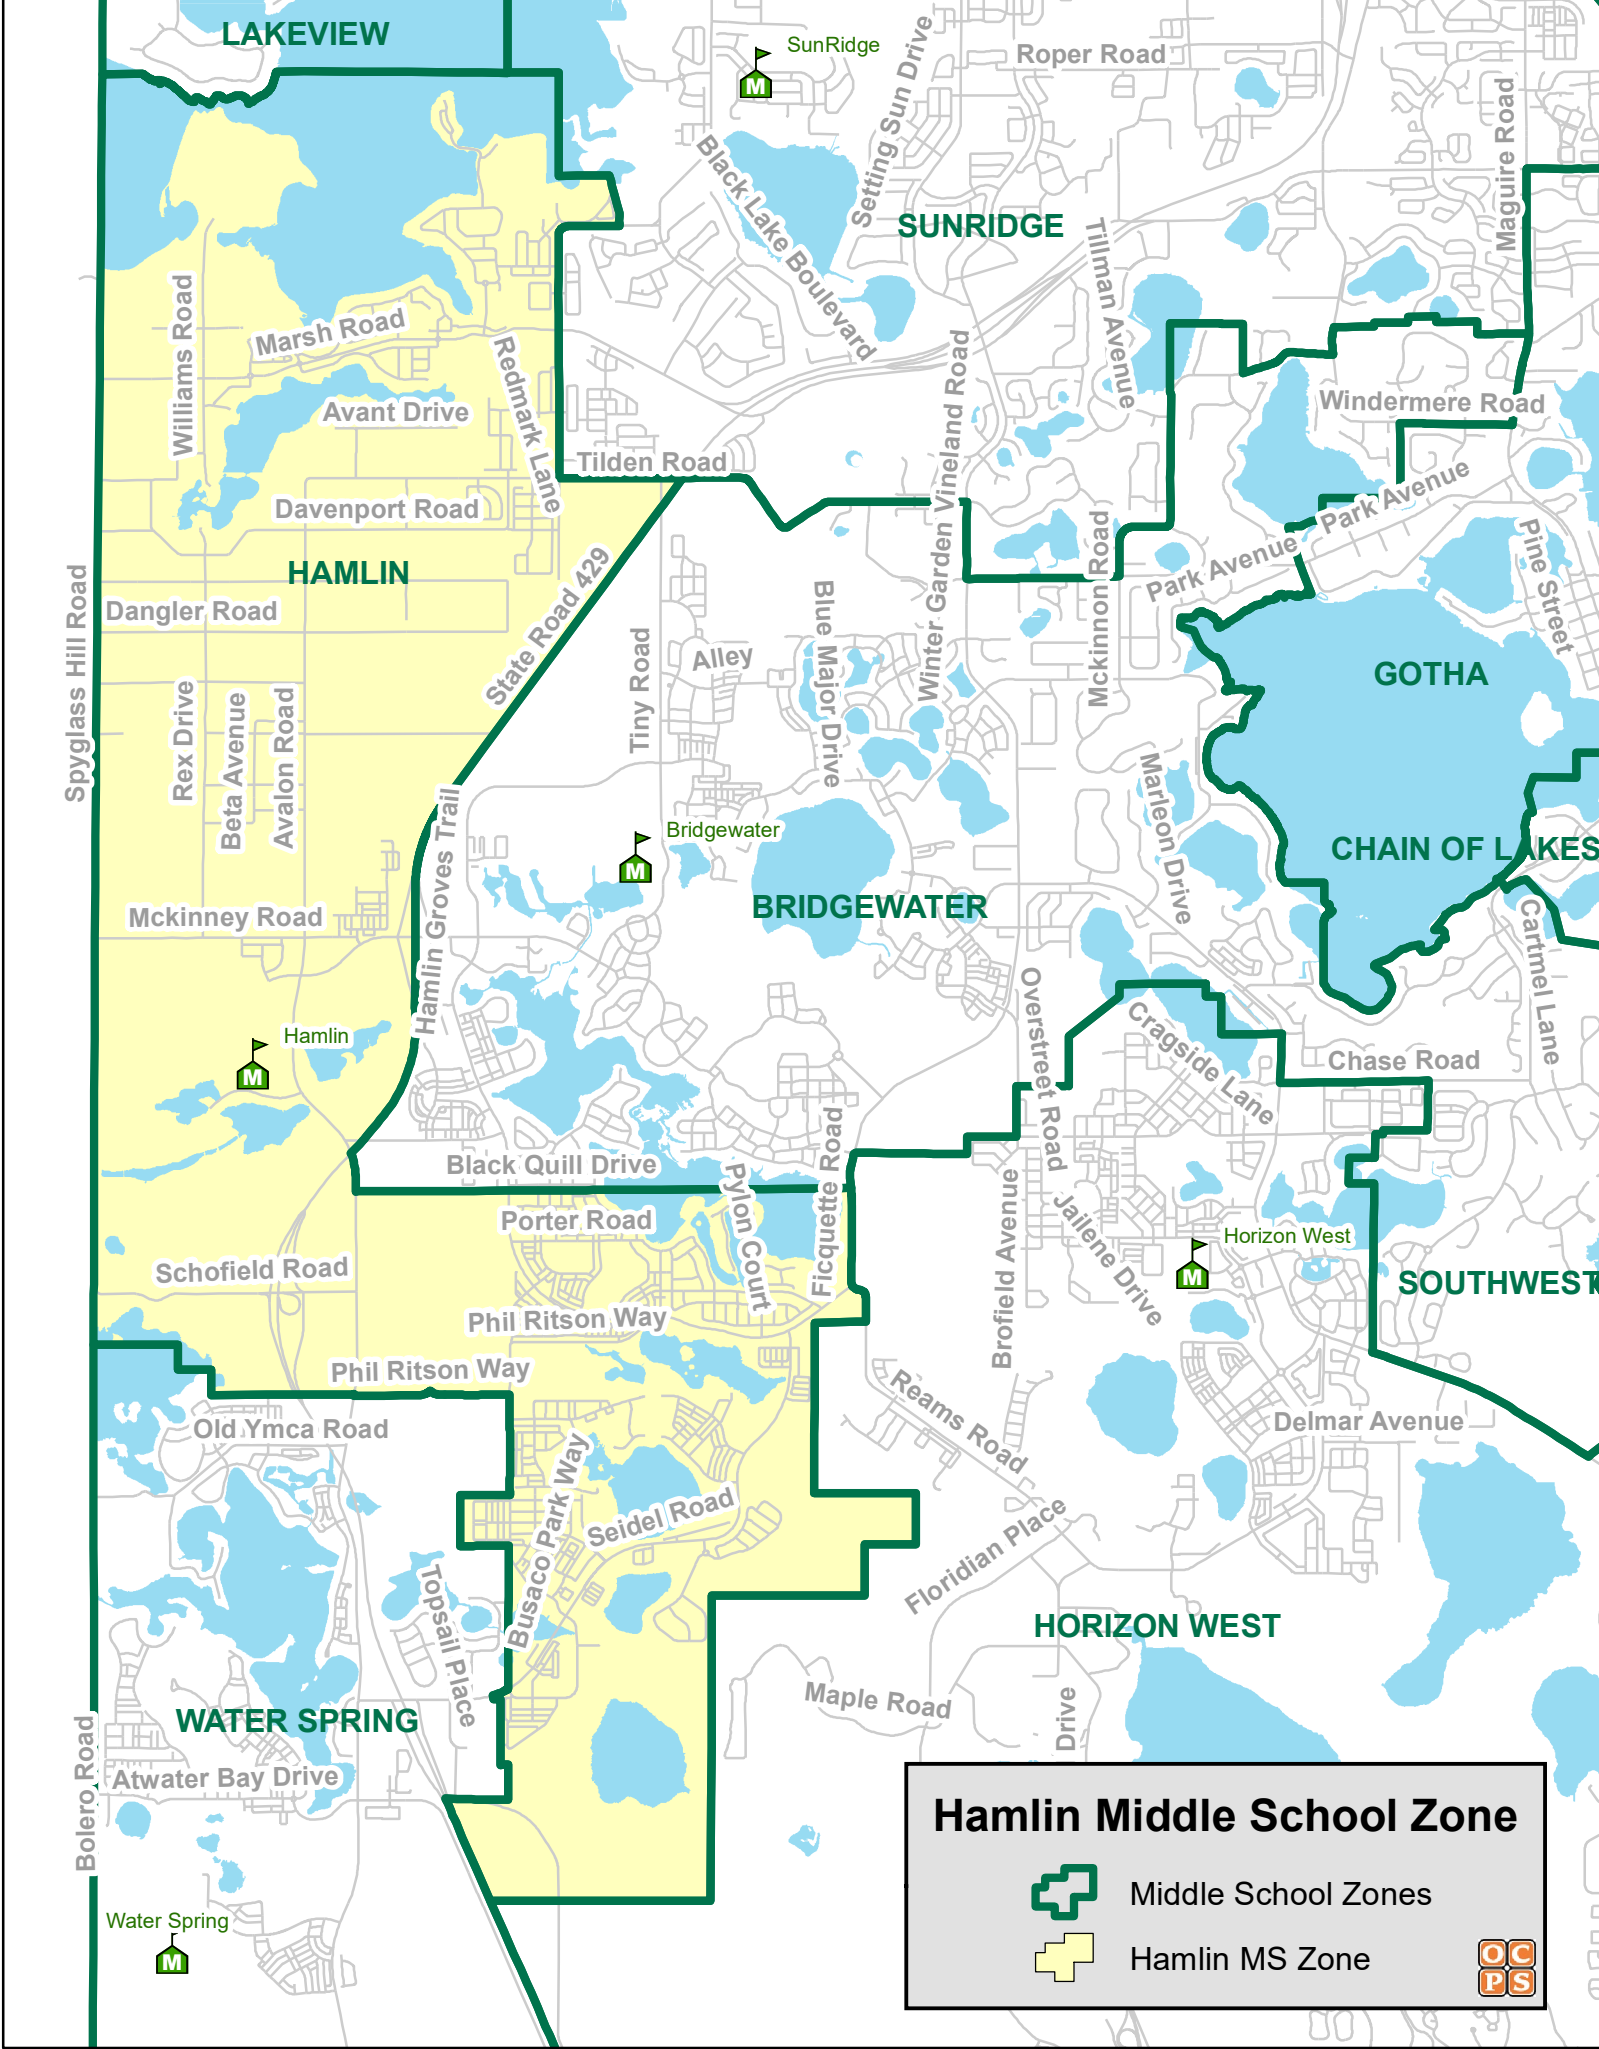 LAKEVIEW
SunRidge
M
Roper Road
Setting Sun Drive
Maguire Road
Black Lake Boulevard
SUNRIDGE
Tillman Avenue
Williams Road
Marsh Road
Redmark Lane
Avant Drive
Windermere Road
Winter Garden Vineland Road
Tilden Road
Davenport Road
Park Avenue
Park Avenue
Pine Street
Mckinnon Road
HAMLIN
State Road 429
Spyglass Hill Road
Dangler Road
Blue Major Drive
Tiny Road
Alley
GOTHA
Rex Drive
Beta Avenue
Avalon Road
Marleon Drive
Hamlin Groves Trail
Bridgewater
M
CHAIN OF LAKES
BRIDGEWATER
Mckinney Road
Cartmel Lane
Overstreet Road
Hamlin
M
Cragside Lane
Chase Road
Black Quill Drive
Pylon Court
Ficquette Road
Brofield Avenue
Jailene Drive
Porter Road
Horizon West
M
Schofield Road
SOUTHWEST
Phil Ritson Way
Phil Ritson Way
Reams Road
Old Ymca Road
Delmar Avenue
Busaco Park Way
Seidel Road
Floridian Place
Topsail Place
HORIZON WEST
Maple Road
Drive
WATER SPRING
Bolero Road
Atwater Bay Drive
Water Spring
M
Hamlin Middle School Zone
Middle School Zones
Hamlin MS Zone
OC
PS